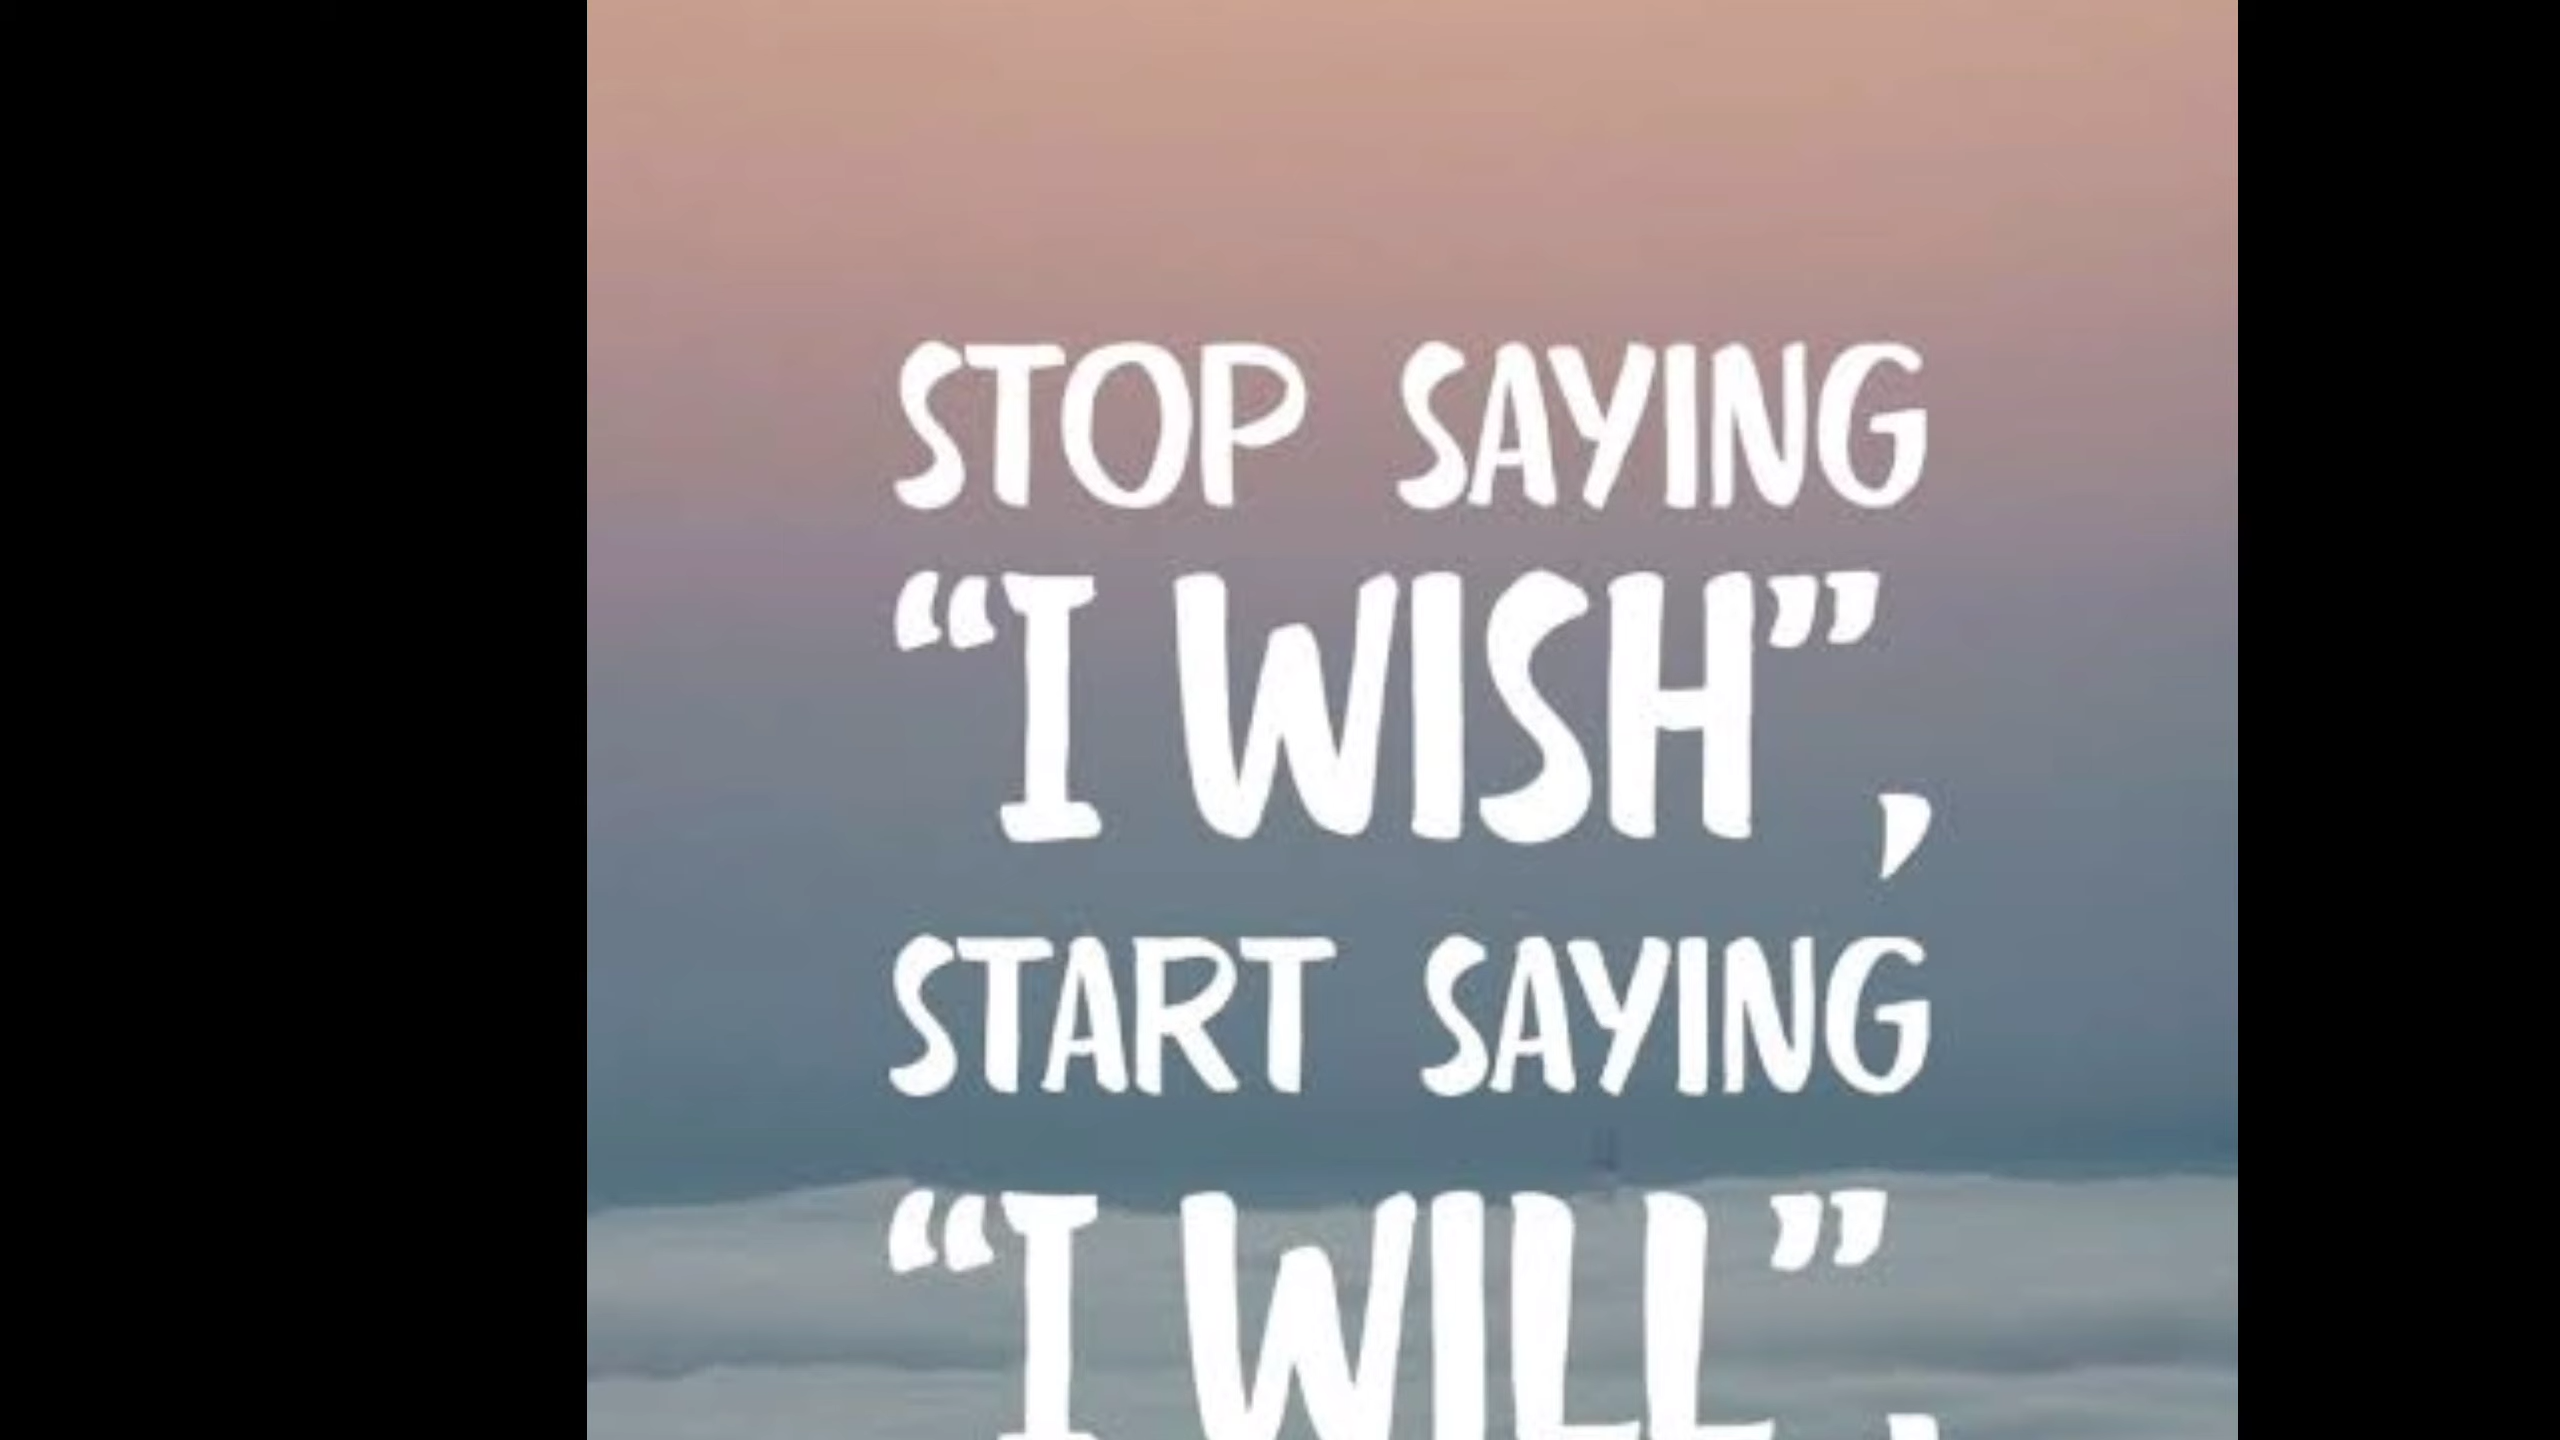 STOP SAYING
“I WISH”,
START SAYING
“I WILL”.